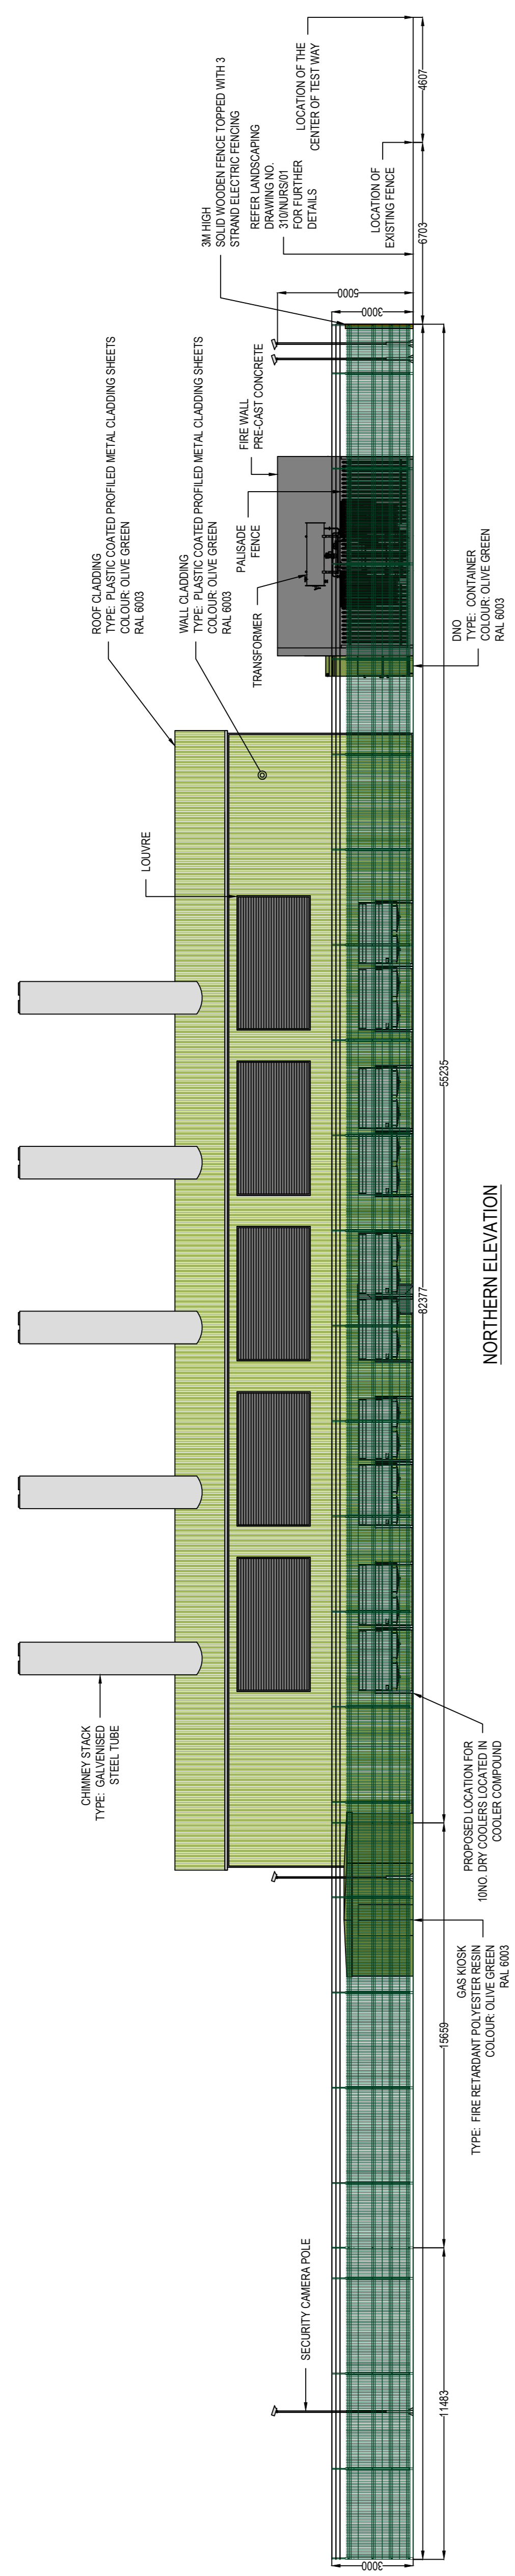 CHIMNEY STACK
TYPE: GALVENISED
STEEL TUBE
LOUVRE
ROOF CLADDING
TYPE: PLASTIC COATED PROFILED METAL CLADDING SHEETS
COLOUR: OLIVE GREEN
RAL 6003
WALL CLADDING
TYPE: PLASTIC COATED PROFILED METAL CLADDING SHEETS
COLOUR: OLIVE GREEN
RAL 6003
TRANSFORMER
PALISADE
FENCE
FIRE WALL
PRE-CAST CONCRETE
3M HIGH
SOLID WOODEN FENCE TOPPED WITH 3
STRAND ELECTRIC FENCING
REFER LANDSCAPING
DRAWING NO.
310/NURS/01
FOR FURTHER
DETAILS
LOCATION OF THE
CENTER OF TEST WAY
LOCATION OF
EXISTING FENCE
SECURITY CAMERA POLE
3000
5000
3000
11483
15659
55235
82377
6703
4607
GAS KIOSK
TYPE: FIRE RETARDANT POLYESTER RESIN
COLOUR: OLIVE GREEN
RAL 6003
PROPOSED LOCATION FOR
10NO. DRY COOLERS LOCATED IN
COOLER COMPOUND
DNO
TYPE: CONTAINER
COLOUR: OLIVE GREEN
RAL 6003
NORTHERN ELEVATION